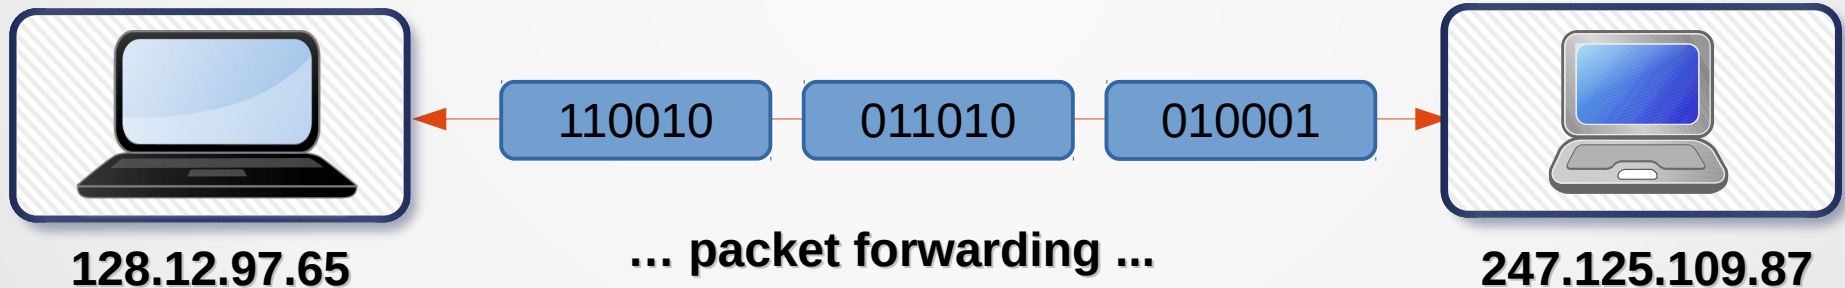 110010 011010 010001
… packet forwarding ...
128.12.97.65 247.125.109.87